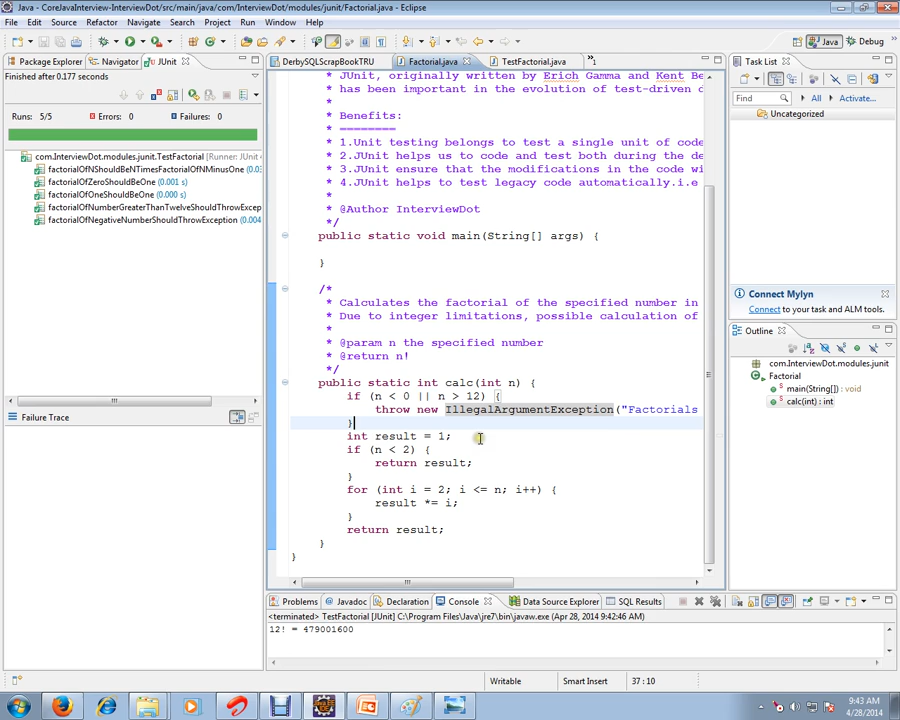 Java - CoreJavaInterview-InterviewDot/src/main/java/com/InterviewDot/modules/junit/Factorial.java - Eclipse
File Edit Source Refactor Navigate Search Project Run Window Help
Java Debug
Package Explorer Navigator JUnit
Finished after 0.177 seconds
Runs: 5/5 Errors: 0 Failures: 0
com.InterviewDot.modules.junit.TestFactorial [Runner: JUnit 4
factorialOfNShouldBeNTimesFactorialOfNMinusOne (0.0
factorialOfZeroShouldBeOne (0.001 s)
factorialOfOneShouldBeOne (0.000 s)
factorialOfNumberGreaterThanTwelveShouldThrowExcep
factorialOfNegativeNumberShouldThrowException (0.004
Failure Trace
DerbySQLScrapBookTRU Factorial.java TestFactorial.java »1
* JUnit, originally written by Erich Gamma and Kent Be
* has been important in the evolution of test-driven d
*
* Benefits:
* ========
* 1.Unit testing belongs to test a single unit of code
* 2.JUnit helps us to code and test both during the de
* 3.JUnit ensure that the modifications in the code wi
* 4.JUnit helps to test legacy code automatically.i.e
*
* @Author InterviewDot
*/
public static void main(String[] args) {
}
/*
* Calculates the factorial of the specified number in
* Due to integer limitations, possible calculation of
*
* @param n the specified number
* @return n!
*/
public static int calc(int n) {
if (n < 0 || n > 12) {
throw new IllegalArgumentException("Factorials
}
int result = 1;
if (n < 2) {
return result;
}
for (int i = 2; i <= n; i++) {
result *= i;
}
return result;
}
}
Task List
Find All Activate...
Uncategorized
Connect Mylyn
Connect to your task and ALM tools.
Outline
com.InterviewDot.modules.junit
Factorial
main(String[]) : void
calc(int) : int
Problems Javadoc Declaration Console Data Source Explorer SQL Results
<terminated> TestFactorial [JUnit] C:\Program Files\Java\jre7\bin\javaw.exe (Apr 28, 2014 9:42:46 AM)
12! = 479001600
Writable Smart Insert 37 : 10
9:43 AM
4/28/2014